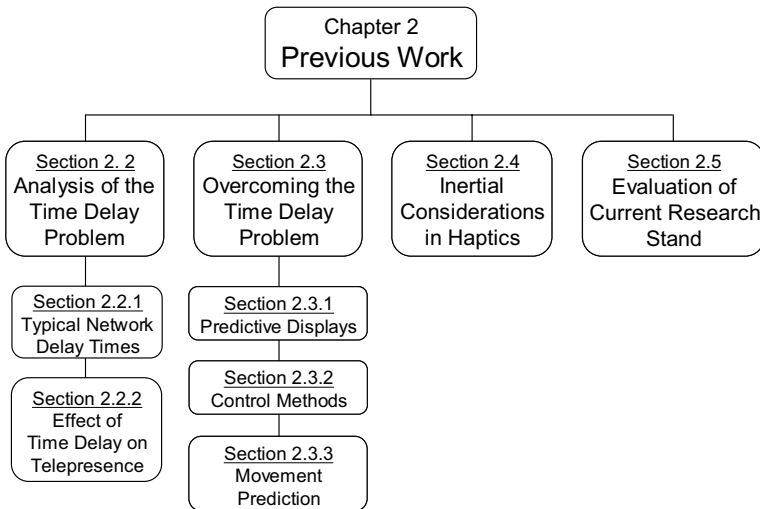 Chapter 2
Previous Work
Section 2. 2
Analysis of the
Time Delay
Problem
Section 2.3
Overcoming the
Time Delay
Problem
Section 2.4
Inertial
Considerations
in Haptics
Section 2.5
Evaluation of
Current Research
Stand
Section 2.2.1
Typical Network
Delay Times
Section 2.2.2
Effect of
Time Delay on
Telepresence
Section 2.3.1
Predictive Displays
Section 2.3.2
Control Methods
Section 2.3.3
Movement
Prediction